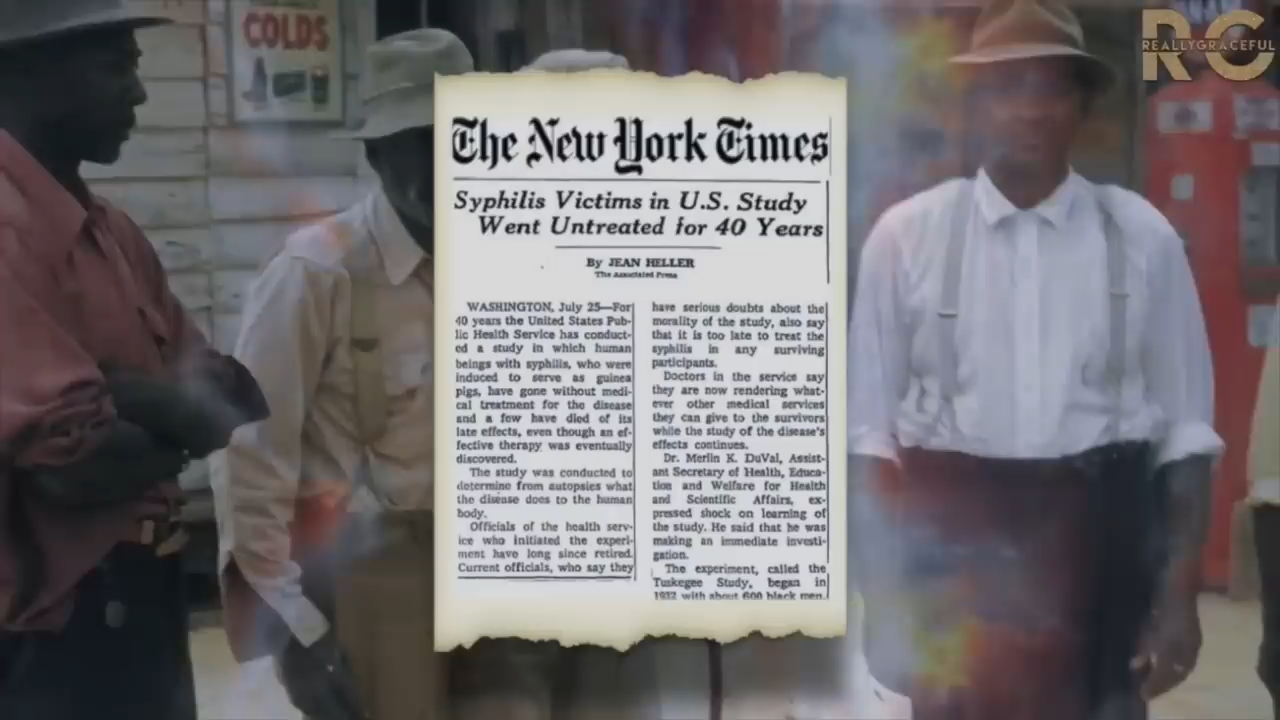 COLDS
RC
REALLYGRACEFUL
The New York Times
Syphilis Victims in U.S. Study
Went Untreated for 40 Years
By JEAN HELLER
The Associated Press
WASHINGTON, July 25—For
40 years the United States Pub-
lic Health Service has conduct-
ed a study in which human
beings with syphilis, who were
induced to serve as guinea
pigs, have gone without medi-
cal treatment for the disease
and a few have died of its
late effects, even though an ef-
fective therapy was eventually
discovered.
The study was conducted to
determine from autopsies what
the disease does to the human
body.
Officials of the health serv-
ice who initiated the experi-
ment have long since retired.
Current officials, who say they
have serious doubts about the
morality of the study, also say
that it is too late to treat the
syphilis in any surviving
participants.
Doctors in the service say
they are now rendering what-
ever other medical services
they can give to the survivors
while the study of the disease's
effects continues.
Dr. Merlin K. DuVal, Assist-
ant Secretary of Health, Educa-
tion and Welfare for Health
and Scientific Affairs, ex-
pressed shock on learning of
the study. He said that he was
making an immediate investi-
gation.
The experiment, called the
Tuskegee Study, began in
1932 with about 600 black men,